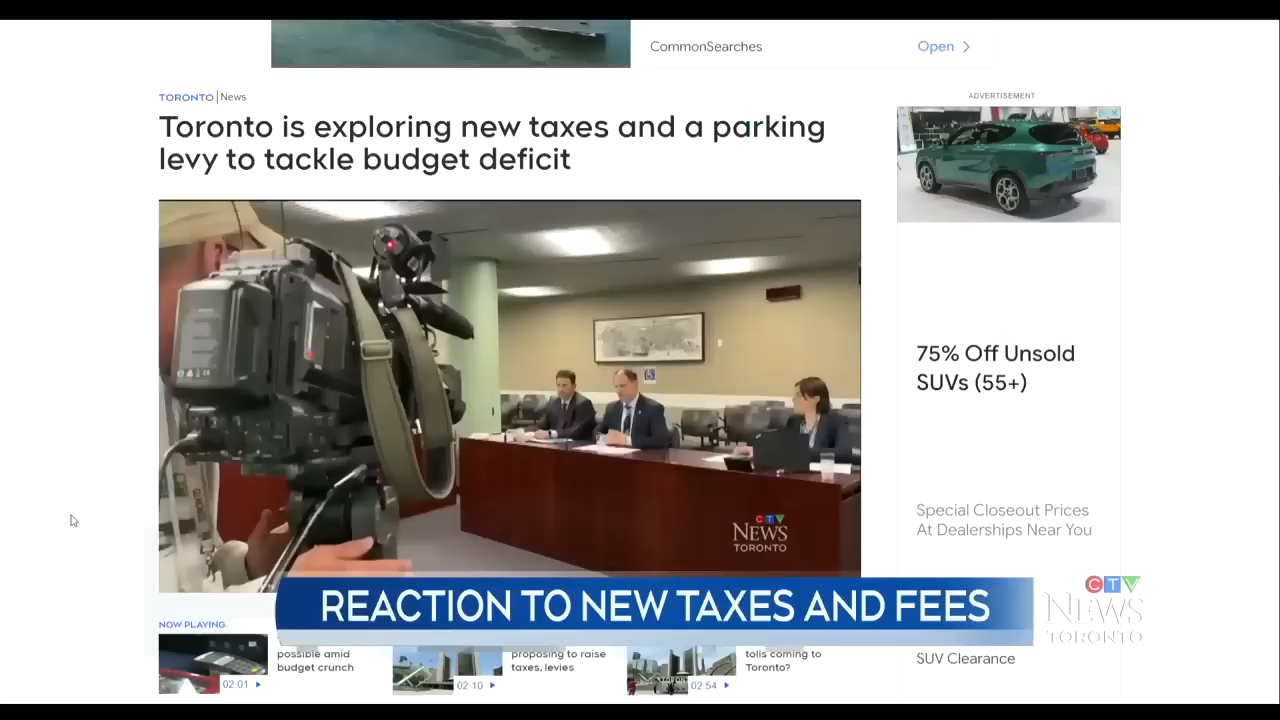 CommonSearches
Open
TORONTO | News
Toronto is exploring new taxes and a parking
levy to tackle budget deficit
ADVERTISEMENT
75% Off Unsold
SUVs (55+)
Special Closeout Prices
At Dealerships Near You
CTV
NEWS
TORONTO
REACTION TO NEW TAXES AND FEES
CTV
NEWS
TORONTO
NOW PLAYING
possible amid
budget crunch
02:01
proposing to raise
taxes, levies
02:10
tolls coming to
Toronto?
02:54
SUV Clearance